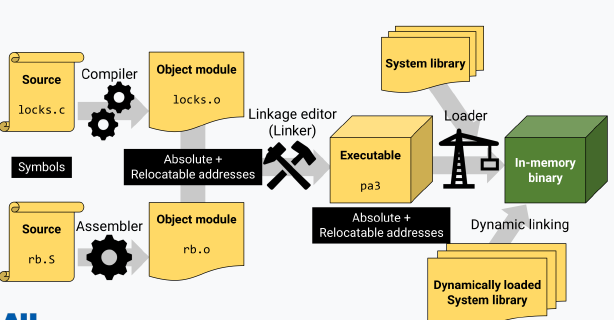 System library
Source
locks.c
Compiler
Object module
locks.o
Linkage editor
(Linker)
Loader
Executable
pa3
In-memory
binary
Symbols
Absolute +
Relocatable addresses
Source
rb.S
Assembler
Object module
rb.o
Absolute +
Relocatable addresses
Dynamic linking
Dynamically loaded
System library